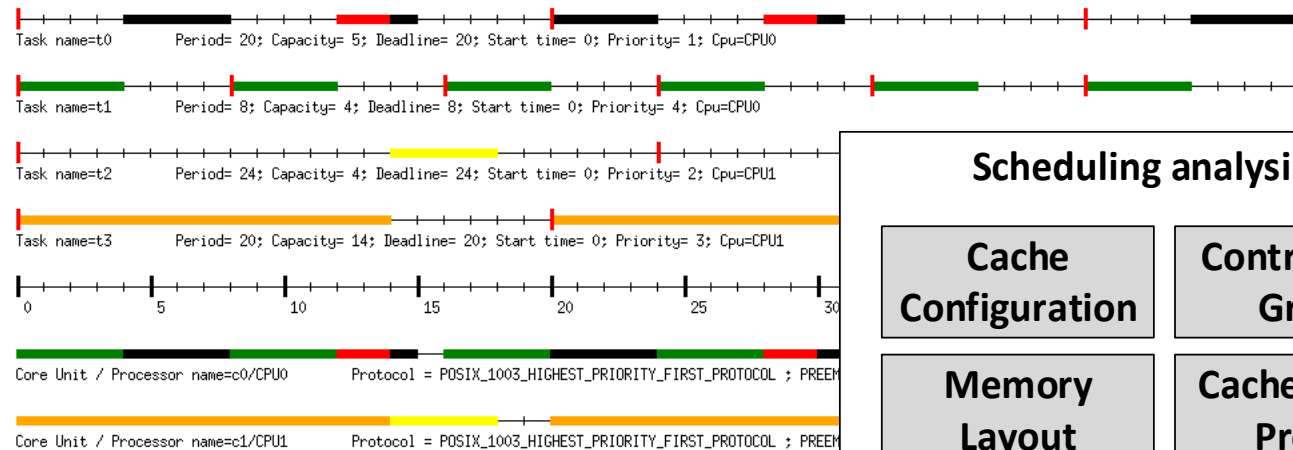 Task name=t0 Period= 20; Capacity= 5; Deadline= 20; Start time= 0; Priority= 1; Cpu=CPU0
Task name=t1 Period= 8; Capacity= 4; Deadline= 8; Start time= 0; Priority= 4; Cpu=CPU0
Task name=t2 Period= 24; Capacity= 4; Deadline= 24; Start time= 0; Priority= 2; Cpu=CPU1
Task name=t3 Period= 20; Capacity= 14; Deadline= 20; Start time= 0; Priority= 3; Cpu=CPU1
0 5 10 15 20 25 30
Core Unit / Processor name=c0/CPU0 Protocol = POSIX_1003_HIGHEST_PRIORITY_FIRST_PROTOCOL ; PREEM
Core Unit / Processor name=c1/CPU1 Protocol = POSIX_1003_HIGHEST_PRIORITY_FIRST_PROTOCOL ; PREEM
Scheduling analysi
Cache
Configuration
Contr
Gr
Memory
Layout
Cache
Pr